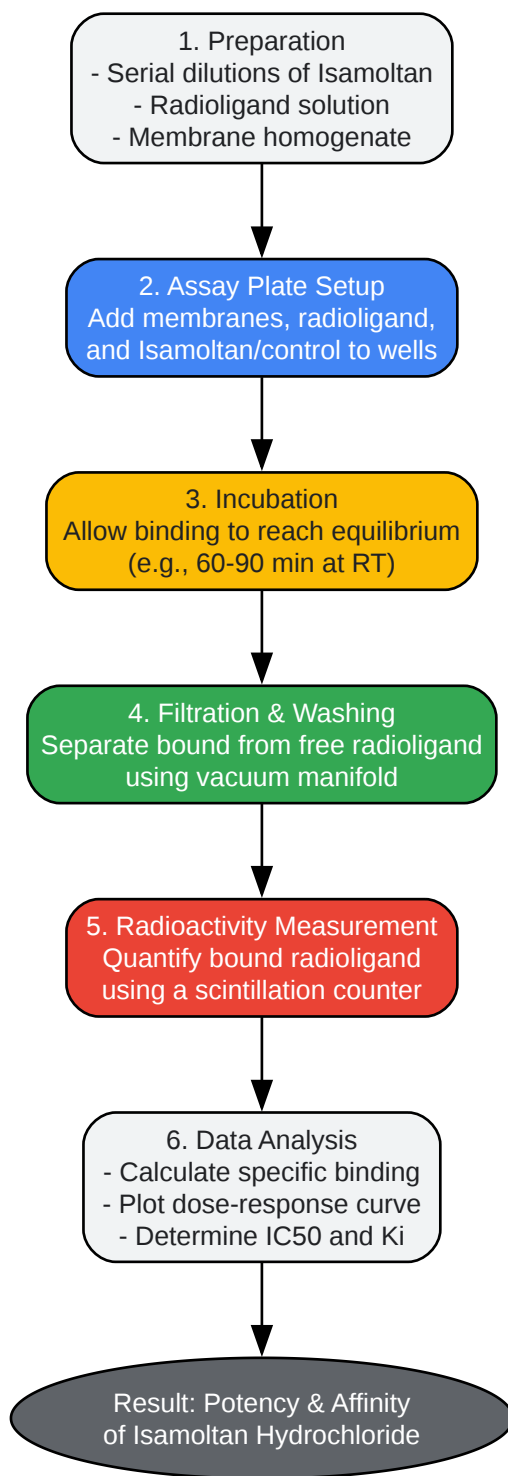 1. Preparation
- Serial dilutions of Isamoltan
- Radioligand solution
- Membrane homogenate
2. Assay Plate Setup
Add membranes, radioligand,
and Isamoltan/control to wells
3. Incubation
Allow binding to reach equilibrium
(e.g., 60-90 min at RT)
4. Filtration & Washing
Separate bound from free radioligand
using vacuum manifold
5. Radioactivity Measurement
Quantify bound radioligand
using a scintillation counter
6. Data Analysis
- Calculate specific binding
- Plot dose-response curve
- Determine IC50 and Ki
Result: Potency & Affinity
of Isamoltan Hydrochloride